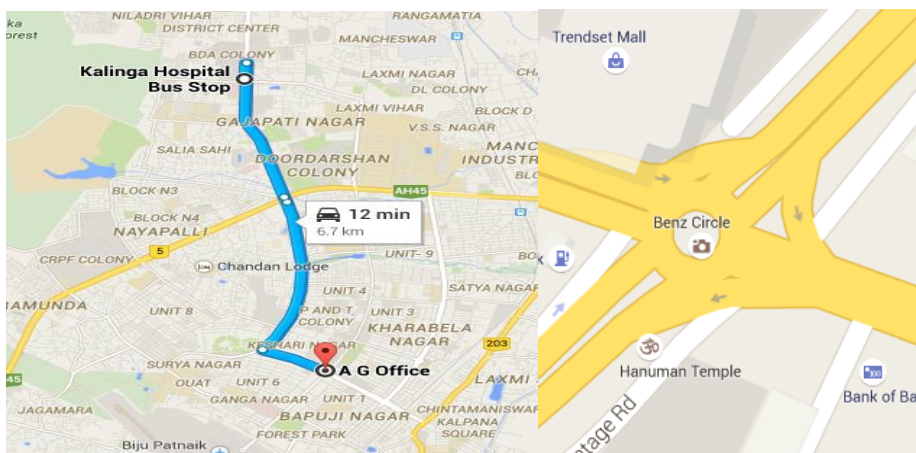 NILADRI VIHAR
RANGAMATIA
DISTRICT CENTER
MANCHESWAR
BDA COLONY
Kalinga Hospital
Bus Stop
LAXMI NAGAR
DL COLONY
LAXMI VIHAR
BLOCK D
GAJAPATI NAGAR
V.S.S. NAGAR
SALIA SAHI
MANC
DOORDARSHAN
COLONY
INDUSTR
BLOCK N3
AH45
12 min
6.7 km
BLOCK N4
NAYAPALLI
5
CRPF COLONY
UNIT- 9
BO
Chandan Lodge
SATYA NAGAR
UNIT 4
RAMUNDA
UNIT 8
P AND T
COLONY
UNIT 3
KHARABELA
NAGAR
KESHARI NAGAR
203
SURYA NAGAR
A G Office
45
OUAT
UNIT 6
LAXMI
GANGA NAGAR
UNIT 1
JAGAMARA
BAPUJI NAGAR
CHINTAMANISWAR
KALPANA
SQUARE
FOREST PARK
Biju Patnaik
Trendset Mall
Benz Circle
k
Hanuman Temple
100
Bank of Ba
etage Rd